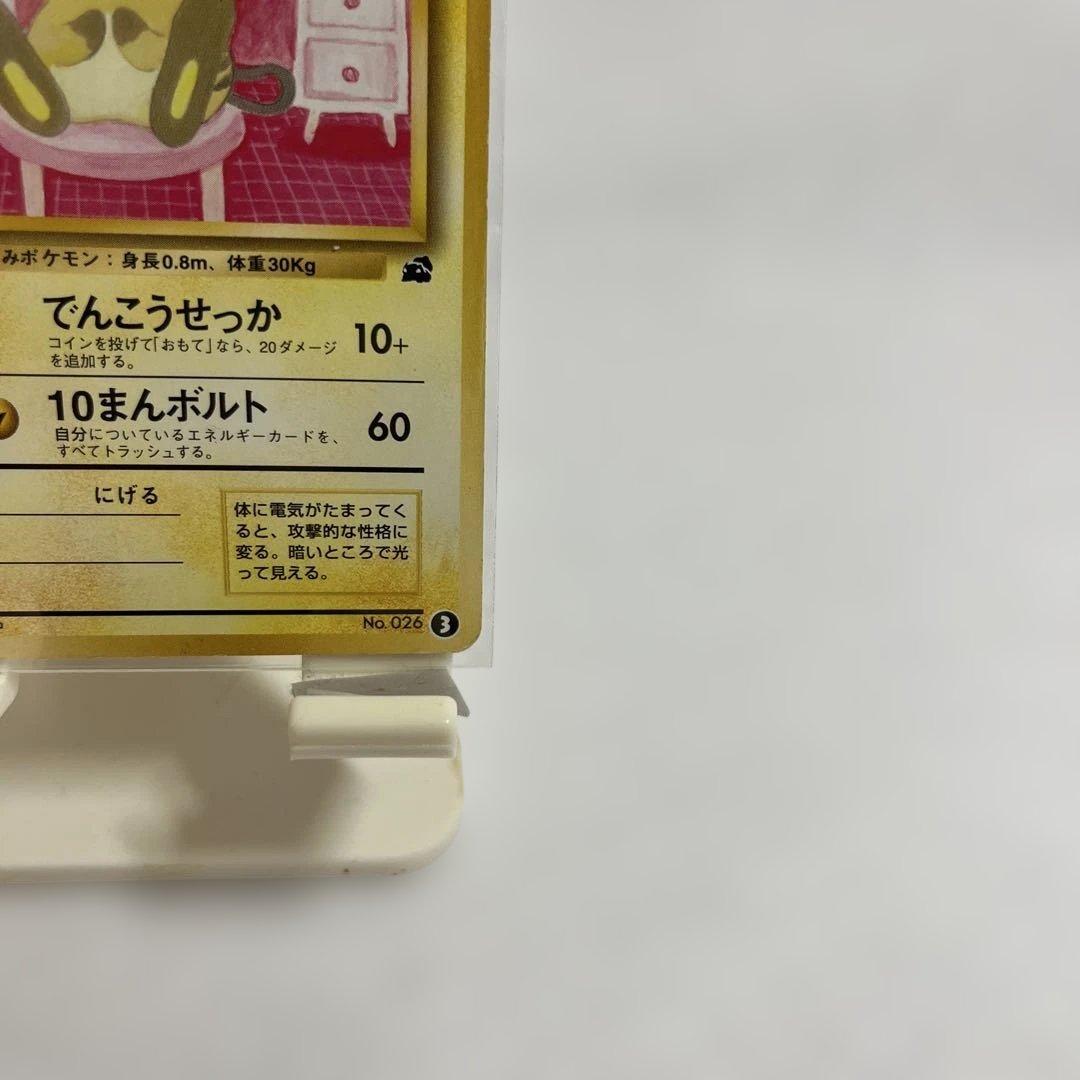 みポケモン：身長0.8m、体重30Kg
でんこうせっか 10+
コインを投げて「おもて」なら、20ダメージ
を追加する。
10まんボルト 60
自分についているエネルギーカードを、
すべてトラッシュする。
にげる
体に電気がたまってく
ると、攻撃的な性格に
変る。暗いところで光
って見える。
No. 026 3